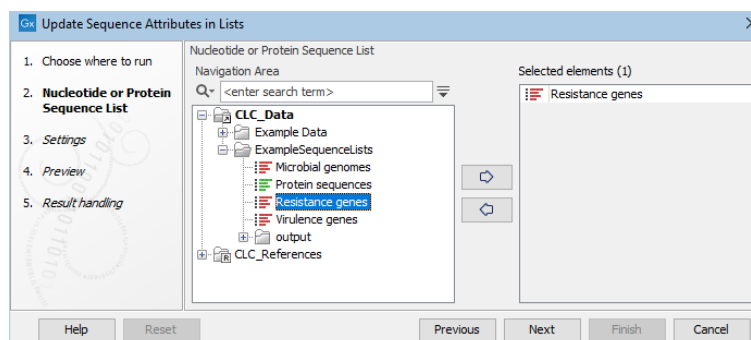 Gx Update Sequence Attributes in Lists
1. Choose where to run
2. Nucleotide or Protein
Sequence List
3. Settings
4. Preview
5. Result handling
Nucleotide or Protein Sequence List
Navigation Area
<enter search term>
CLC_Data
Example Data
ExampleSequenceLists
Microbial genomes
Protein sequences
Resistance genes
Virulence genes
output
CLC_References
Selected elements (1)
Resistance genes
Help
Reset
Previous
Next
Finish
Cancel